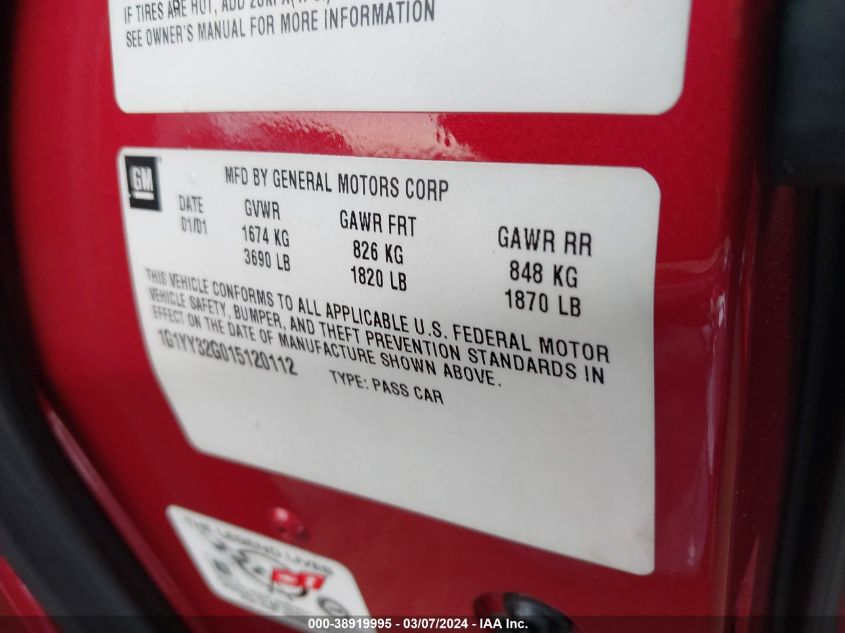 IF TIRES ARE HOT, ADD
SEE OWNER'S MANUAL FOR MORE INFORMATION
GM
MFD BY GENERAL MOTORS CORP
DATE GVWR GAWR FRT GAWR RR
01/01 1674 KG 826 KG 848 KG
3690 LB 1820 LB 1870 LB
THIS VEHICLE CONFORMS TO ALL APPLICABLE U.S. FEDERAL MOTOR
VEHICLE SAFETY, BUMPER, AND THEFT PREVENTION STANDARDS IN
EFFECT ON THE DATE OF MANUFACTURE SHOWN ABOVE.
1G1YY32G015120112 TYPE: PASS CAR
THE LEGEND LIVES
000-38919995 - 03/07/2024 - IAA Inc.